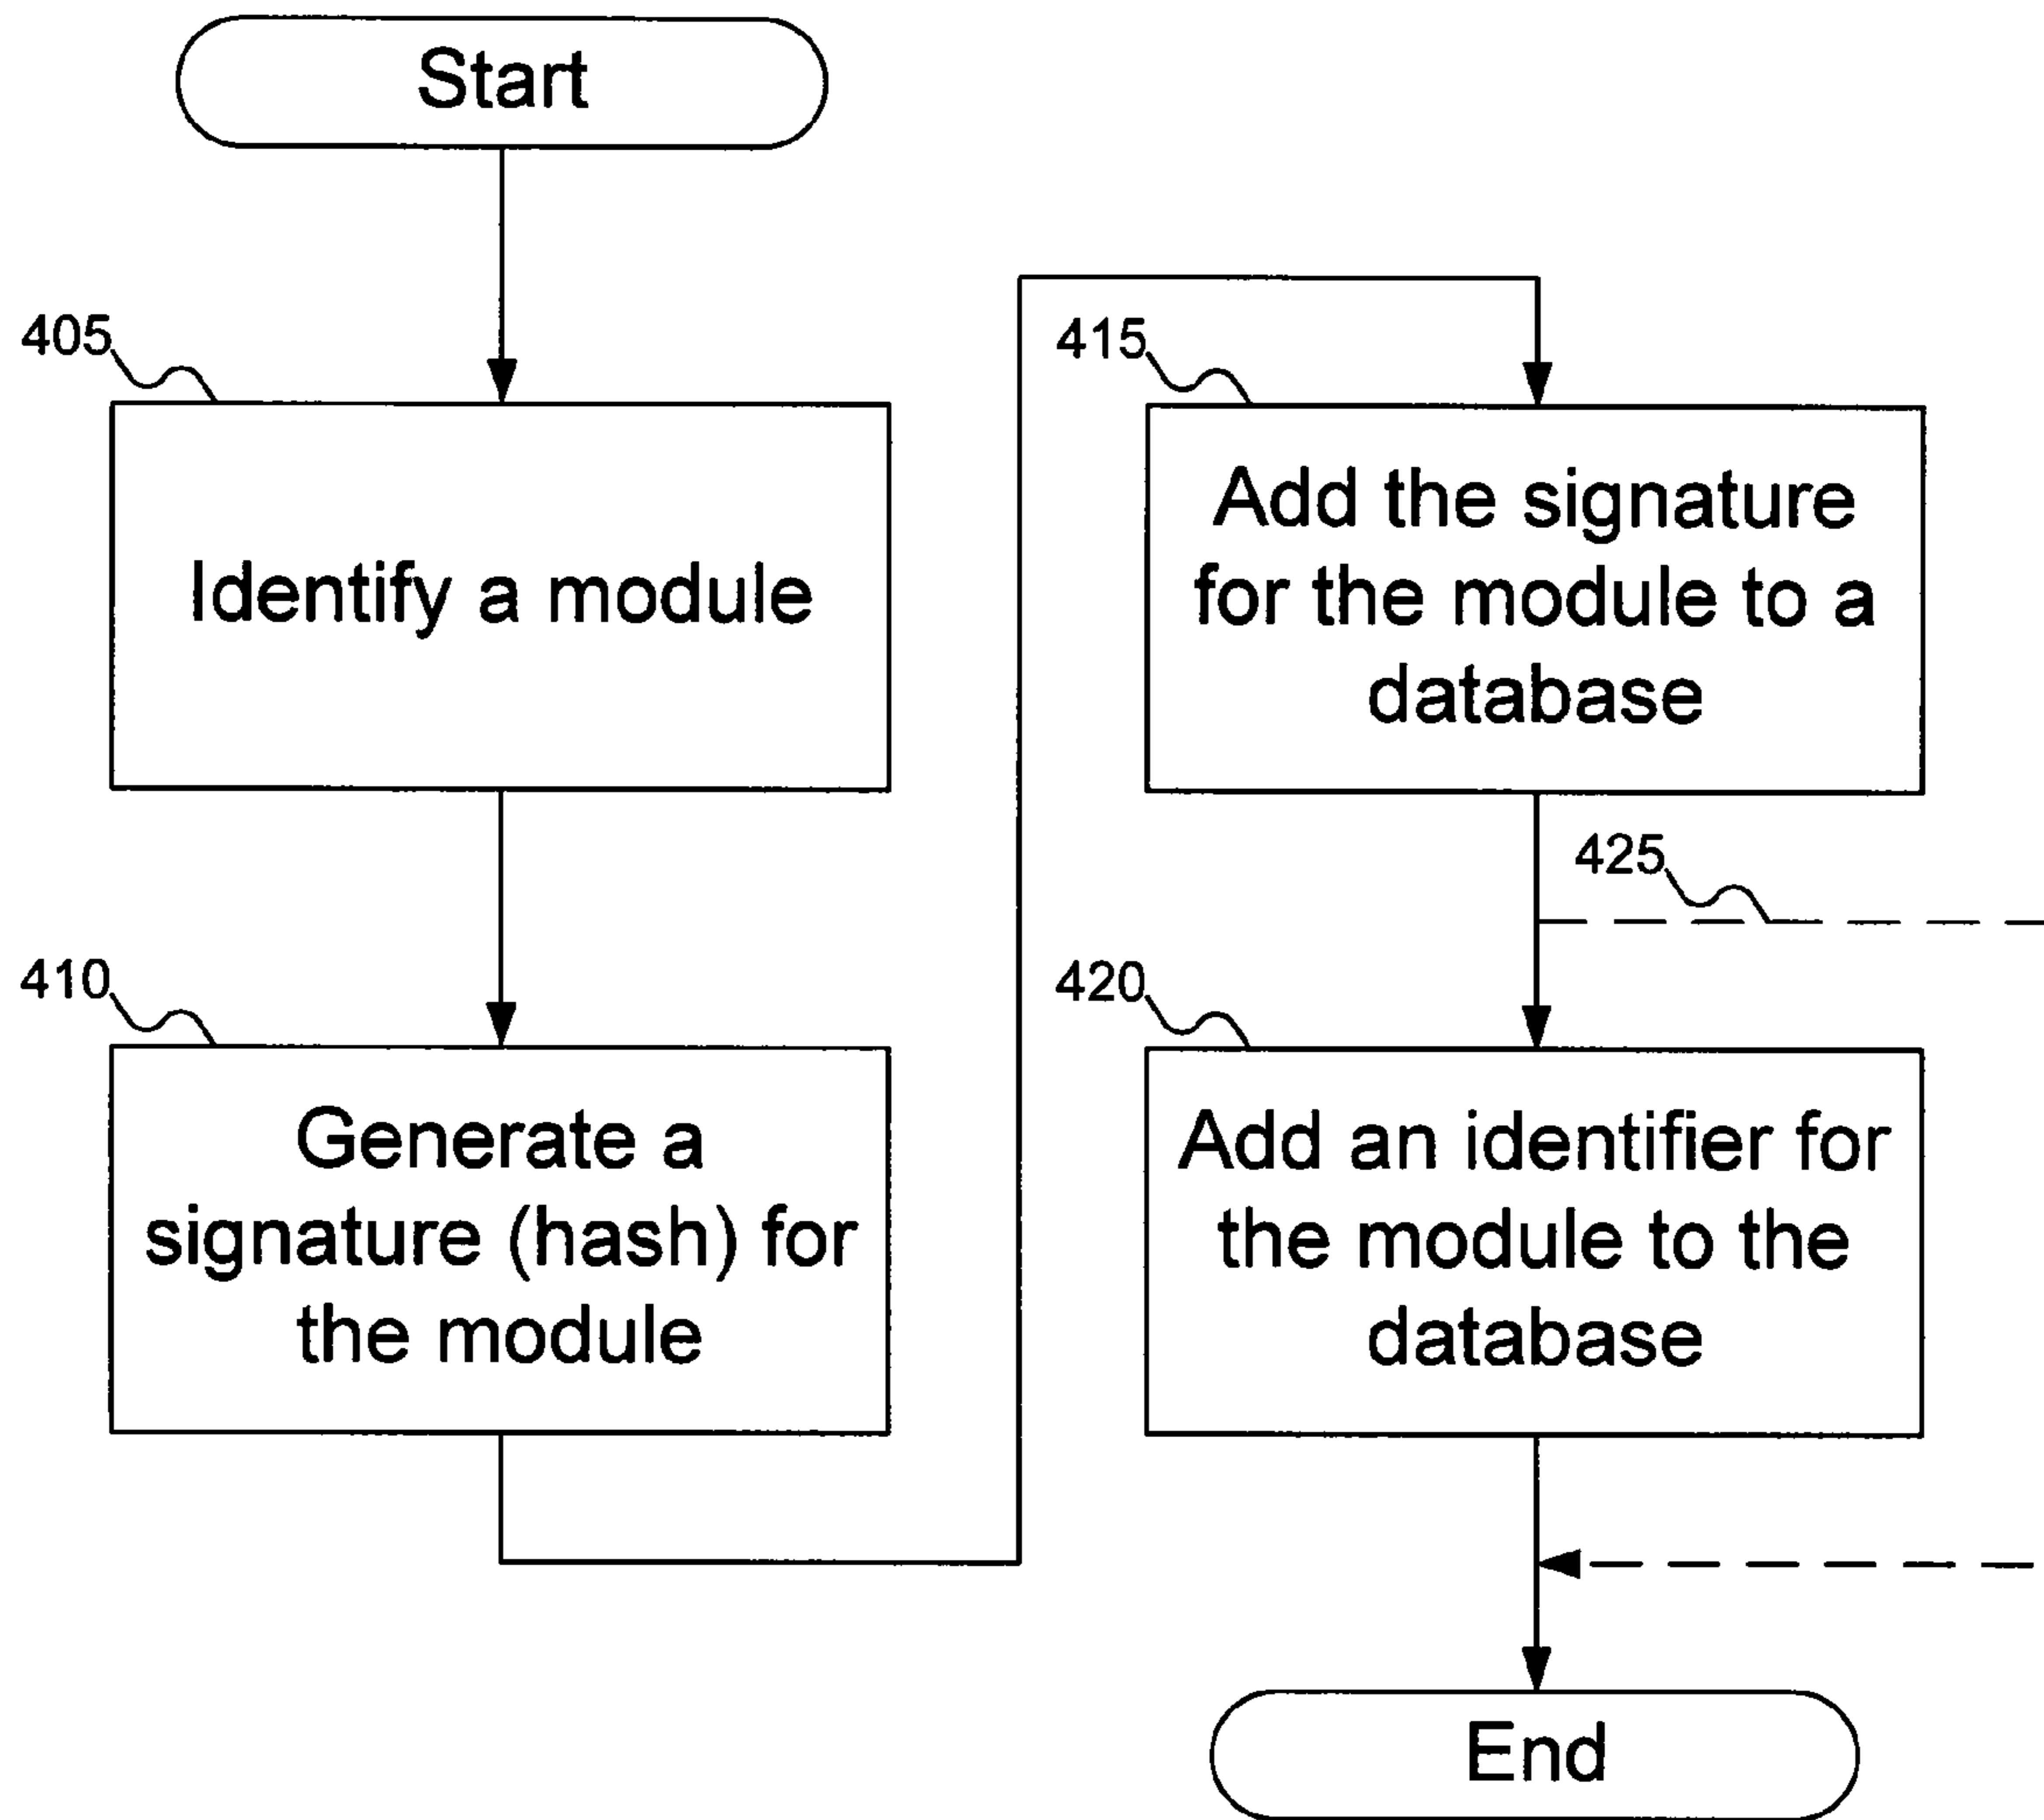 Start
405
Identify a module
410
Generate a
signature (hash) for
the module
415
Add the signature
for the module to a
database
425
420
Add an identifier for
the module to the
database
End